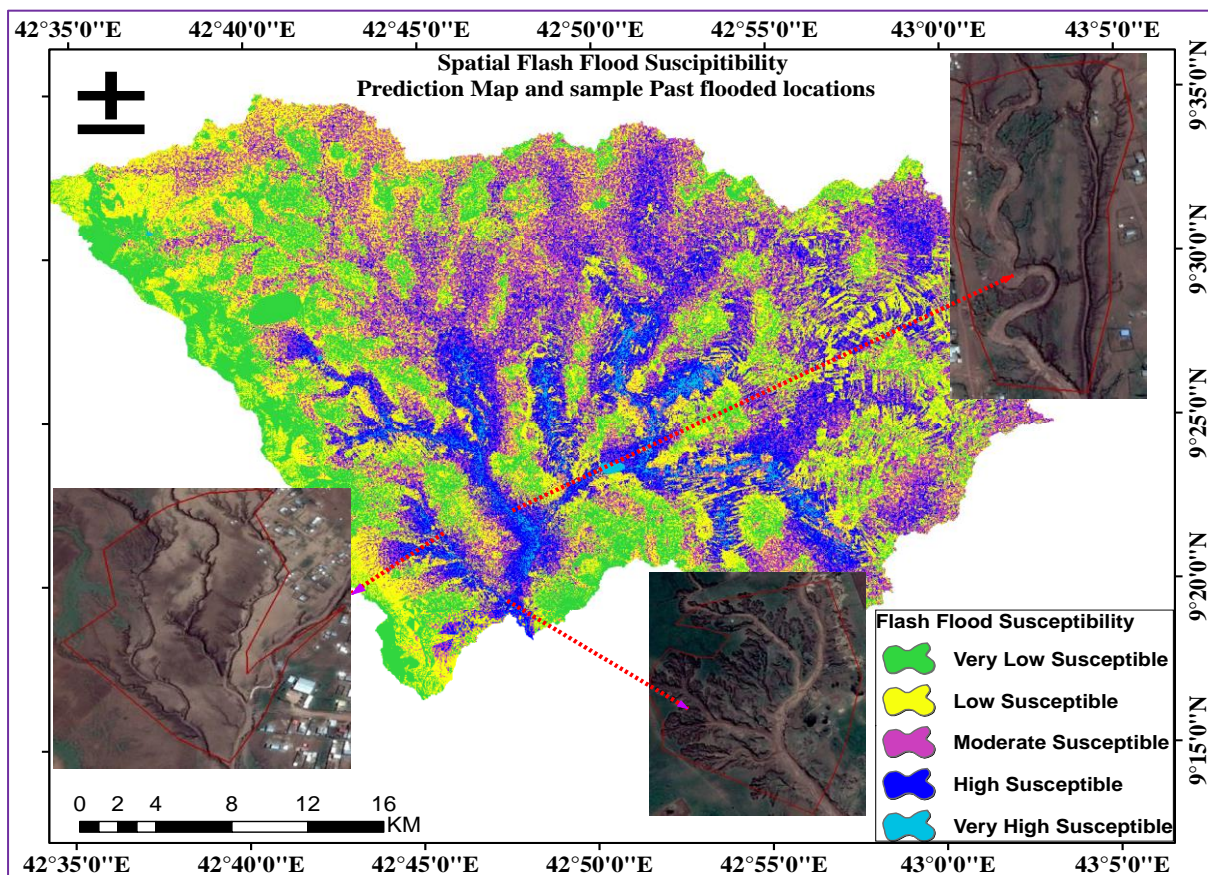 42°35'0"E 42°40'0"E 42°45'0"E 42°50'0"E 42°55'0"E 43°0'0"E 43°5'0"E
Spatial Flash Flood Suscipitibility
Prediction Map and sample Past flooded locations
9°35'0"N
9°30'0"N
9°25'0"N
9°20'0"N
9°15'0"N
Flash Flood Susceptibility
Very Low Susceptible
Low Susceptible
Moderate Susceptible
High Susceptible
Very High Susceptible
0 2 4 8 12 16
KM
42°35'0"E 42°40'0"E 42°45'0"E 42°50'0"E 42°55'0"E 43°0'0"E 43°5'0"E